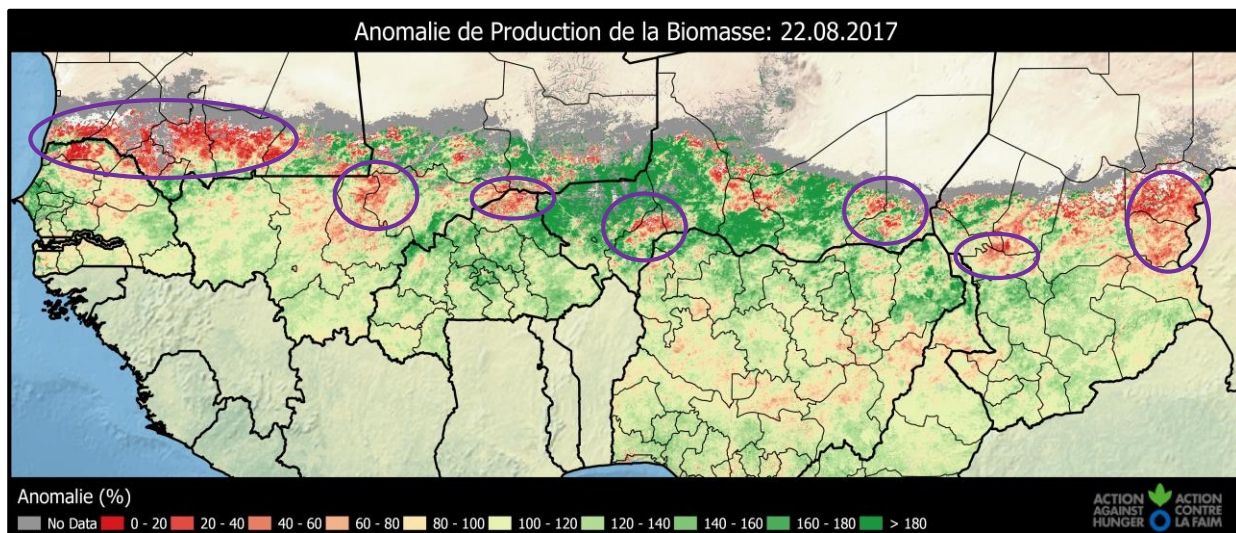 Anomalie de Production de la Biomasse: 22.08.2017
Anomalie (%)
No Data 0 - 20 20 - 40 40 - 60 60 - 80 80 - 100 100 - 120 120 - 140 140 - 160 160 - 180 > 180
ACTION AGAINST HUNGER
ACTION CONTRE LA FAIM